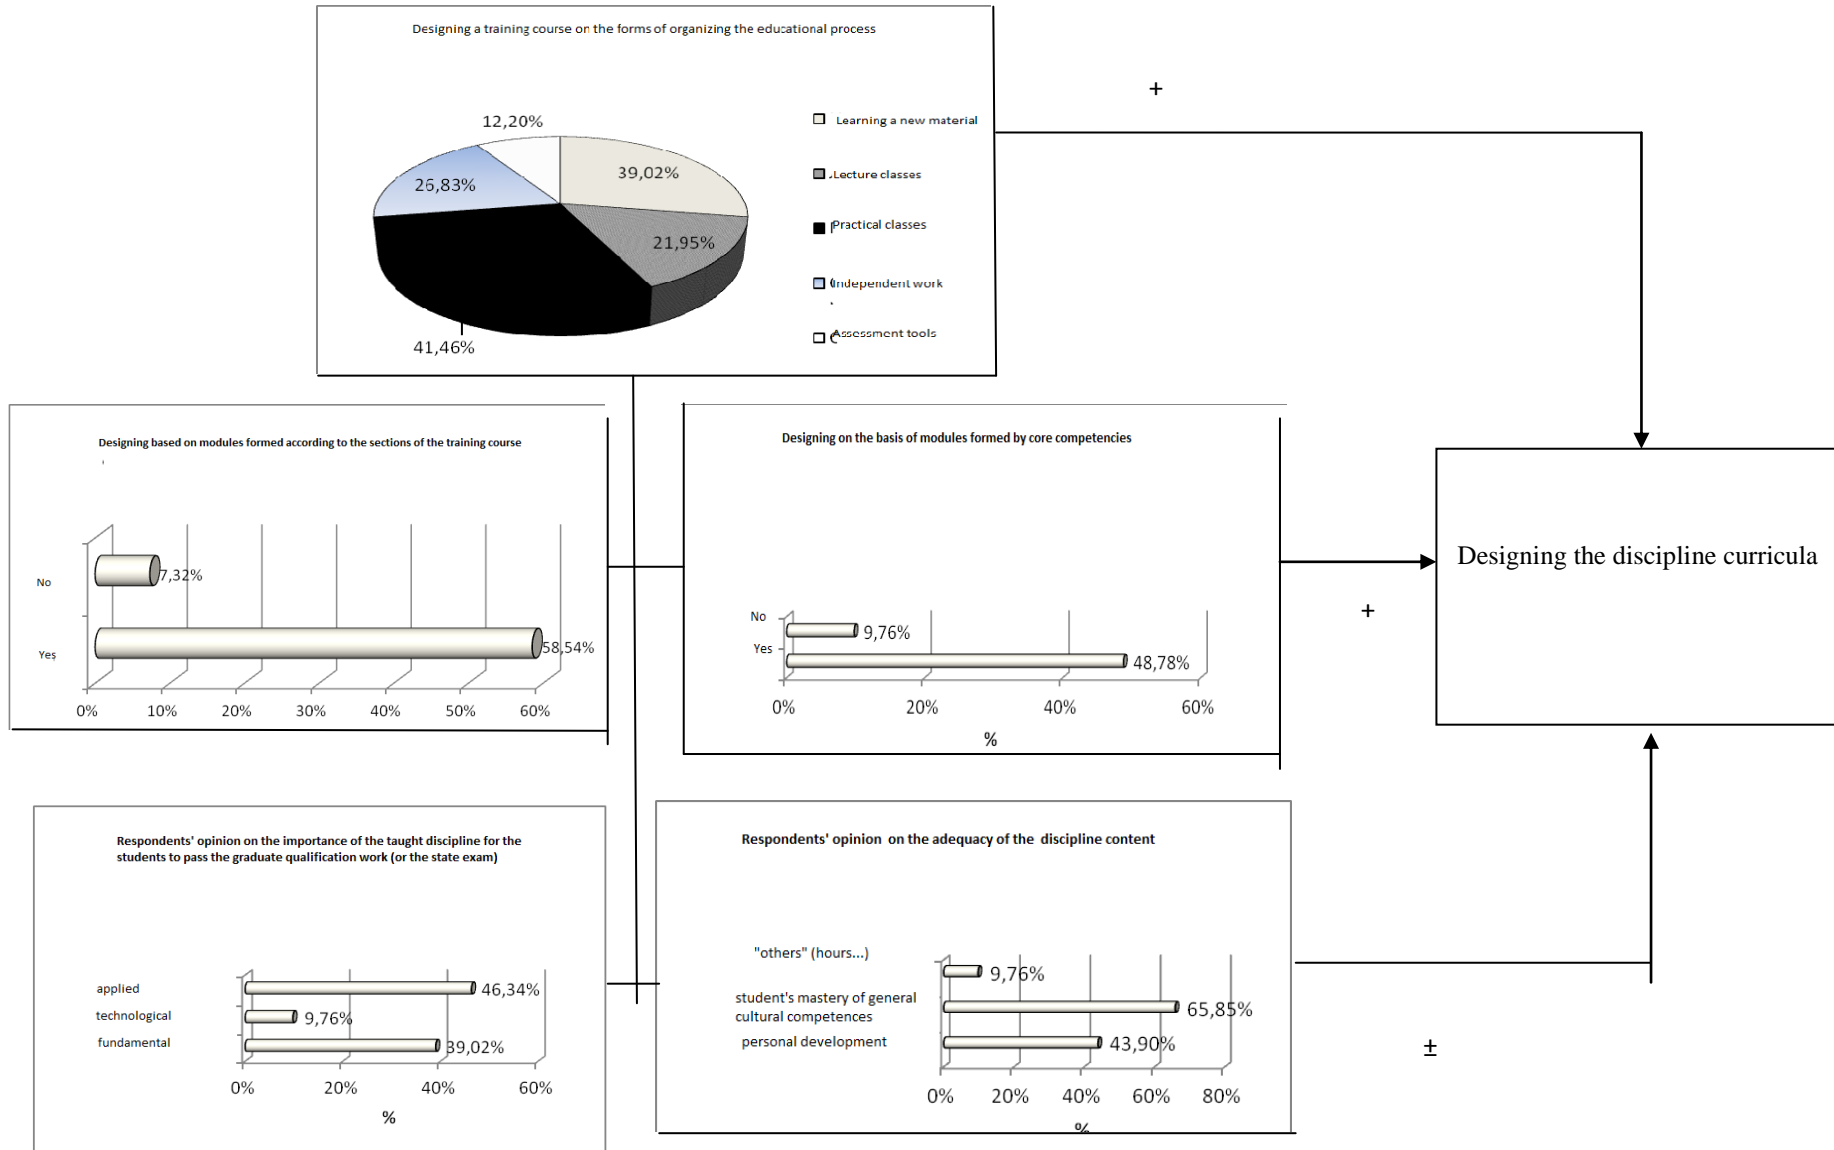 Designing a training course on the forms of organizing the educational process
12,20%
39,02%
26,83%
21,95%
41,46%
Learning a new material
Lecture classes
Practical classes
Independent work
Assessment tools
+
Designing based on modules formed according to the sections of the training course
No
7,32%
Yes
58,54%
0% 10% 20% 30% 40% 50% 60%
Designing on the basis of modules formed by core competencies
No
9,76%
Yes
48,78%
0% 20% 40% 60%
%
+
Designing the discipline curricula
Respondents' opinion on the importance of the taught discipline for the
students to pass the graduate qualification work (or the state exam)
applied
46,34%
technological
9,76%
fundamental
39,02%
0% 20% 40% 60%
%
Respondents' opinion on the adequacy of the discipline content
"others" (hours...)
9,76%
student's mastery of general
cultural competences
65,85%
personal development
43,90%
0% 20% 40% 60% 80%
%
±